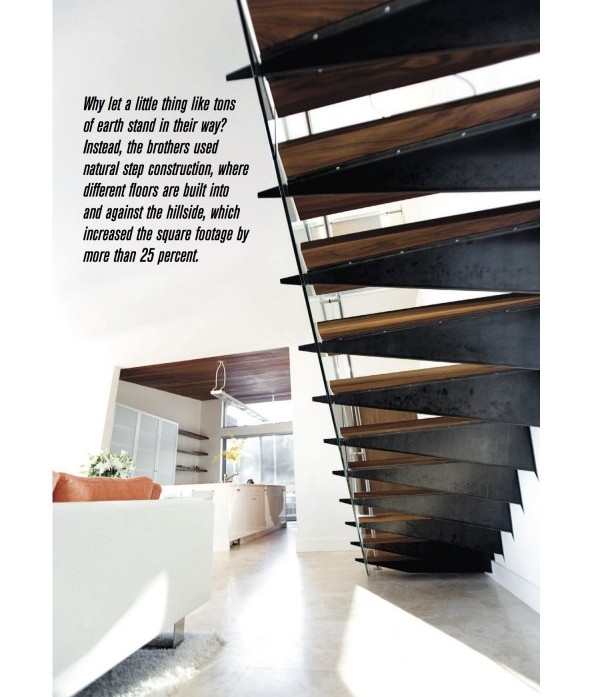 Why let a little thing like tons
of earth stand in their way?
Instead, the brothers used
natural step construction, where
different floors are built into
and against the hillside, which
increased the square footage by
more than 25 percent.